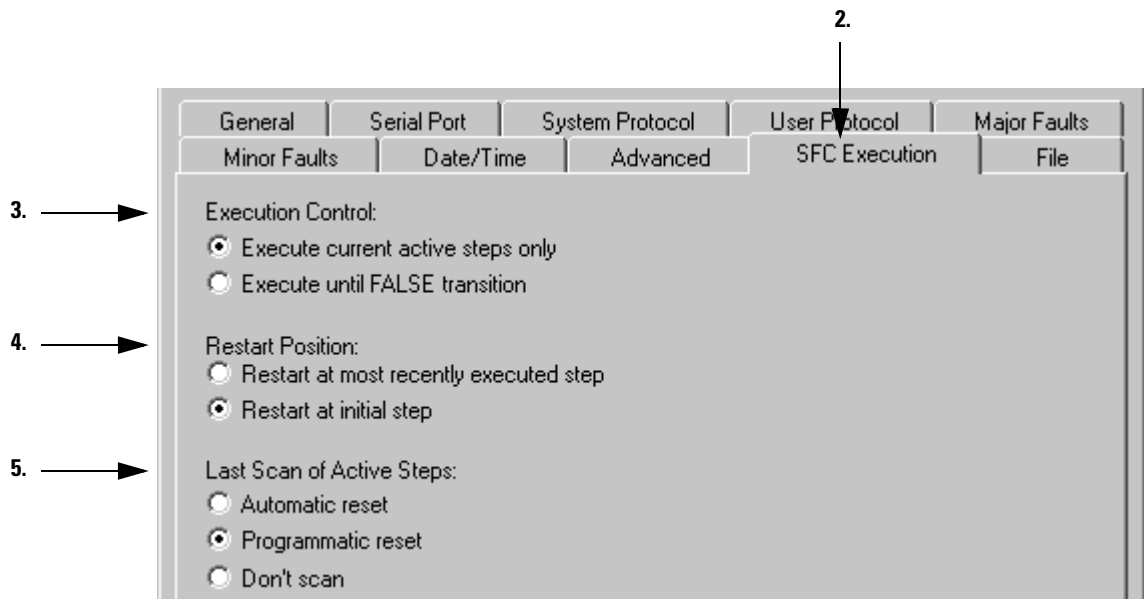 2.
General Serial Port System Protocol User Protocol Major Faults
Minor Faults Date/Time Advanced SFC Execution File
3. Execution Control:
Execute current active steps only
Execute until FALSE transition
4. Restart Position:
Restart at most recently executed step
Restart at initial step
5. Last Scan of Active Steps:
Automatic reset
Programmatic reset
Don't scan